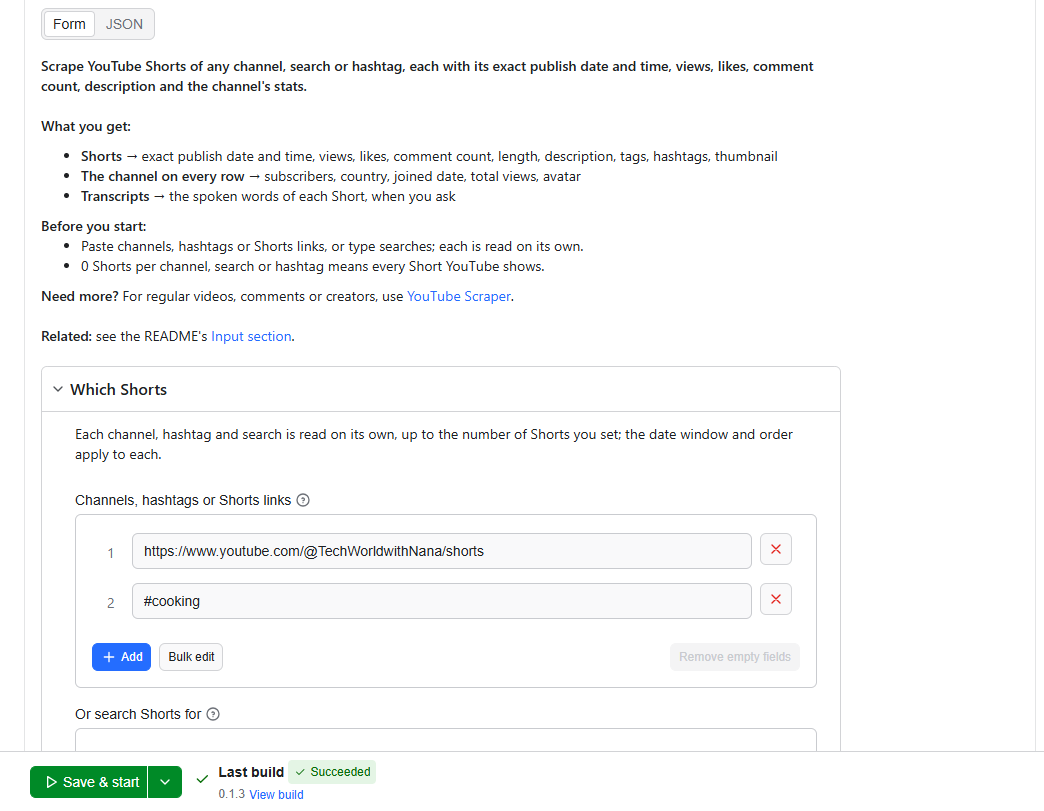 Form JSON
Scrape YouTube Shorts of any channel, search or hashtag, each with its exact publish date and time, views, likes, comment
count, description and the channel's stats.
What you get:
Shorts → exact publish date and time, views, likes, comment count, length, description, tags, hashtags, thumbnail
The channel on every row → subscribers, country, joined date, total views, avatar
Transcripts → the spoken words of each Short, when you ask
Before you start:
Paste channels, hashtags or Shorts links, or type searches; each is read on its own.
0 Shorts per channel, search or hashtag means every Short YouTube shows.
Need more? For regular videos, comments or creators, use YouTube Scraper.
Related: see the README's Input section.
Which Shorts
Each channel, hashtag and search is read on its own, up to the number of Shorts you set; the date window and order
apply to each.
Channels, hashtags or Shorts links
1 https://www.youtube.com/@TechWorldwithNana/shorts
2 #cooking
Add Bulk edit Remove empty fields
Or search Shorts for
Save & start Last build Succeeded
0.1.3 View build